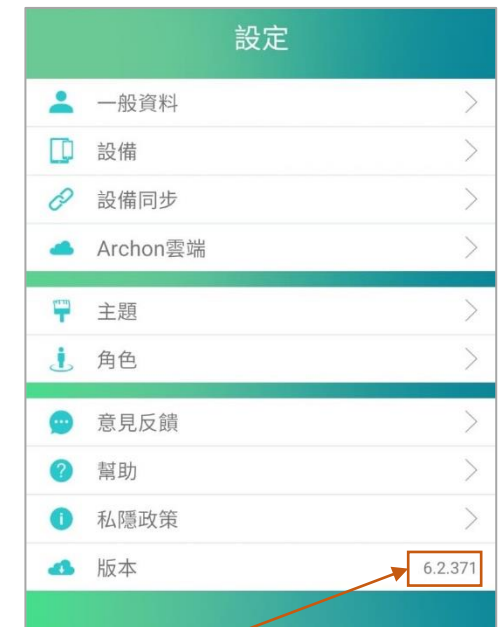 設定
一般資料
設備
設備同步
Archon雲端
主題
角色
意見反饋
幫助
私隱政策
版本 6.2.371